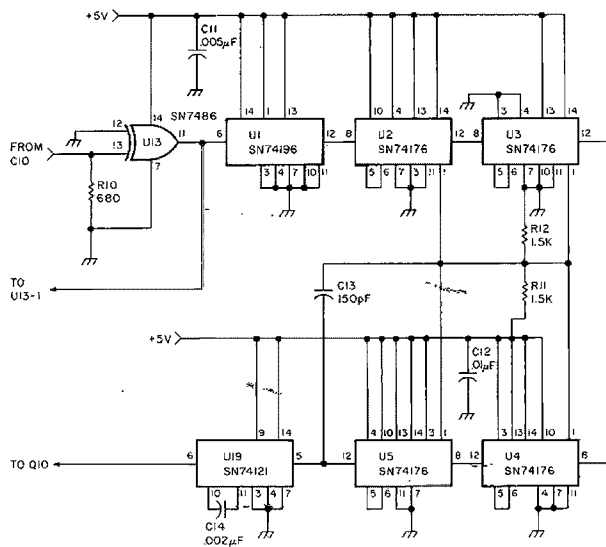 +5V
C11
.005µF
SN7486
14
12
13
U13
11
7
FROM
C10
R10
680
TO
U13-1
14 1 13
6 U1 12
SN74196
3 4 7 10 11
10 4 13 14
8 U2 12
SN74176
5 6 3 7 11 1
3 4 13 14
8 U3 12
SN74176
5 6 7 10 11 1
R12
1.5K
R11
1.5K
C13
150pF
+5V
C12
.01µF
9 14
6 U19 5
SN74121
10 11 3 4 7
C14
.002µF
TO Q10
4 10 13 14 3 1
12 U5 8
SN74176
5 6 11 7
3 13 14 10 1
12 U4 8
SN74176
5 6 4 7 11